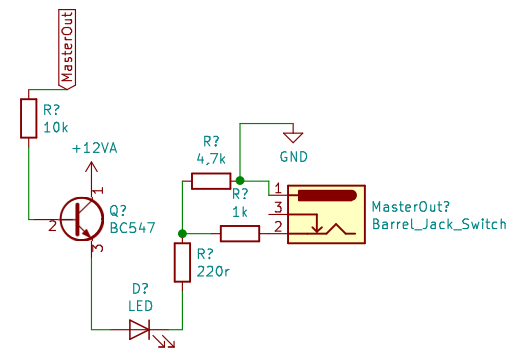 MasterOut
R?
10k
+12VA
1
Q?
BC547
2
3
D?
LED
R?
4,7k
GND
R?
1k
R?
220r
1
3
2
MasterOut?
Barrel_Jack_Switch